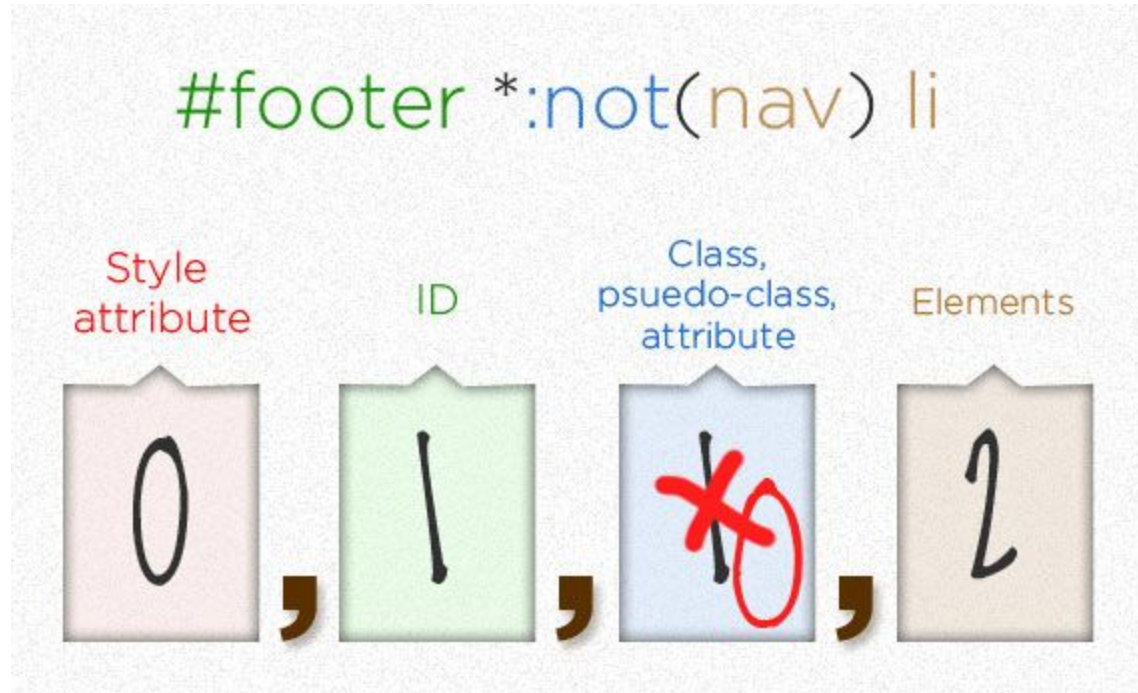 #footer *:not(nav) li
Style
attribute
ID
Class,
psuedo-class,
attribute
Elements
0 , 1 , 1 0 , 2